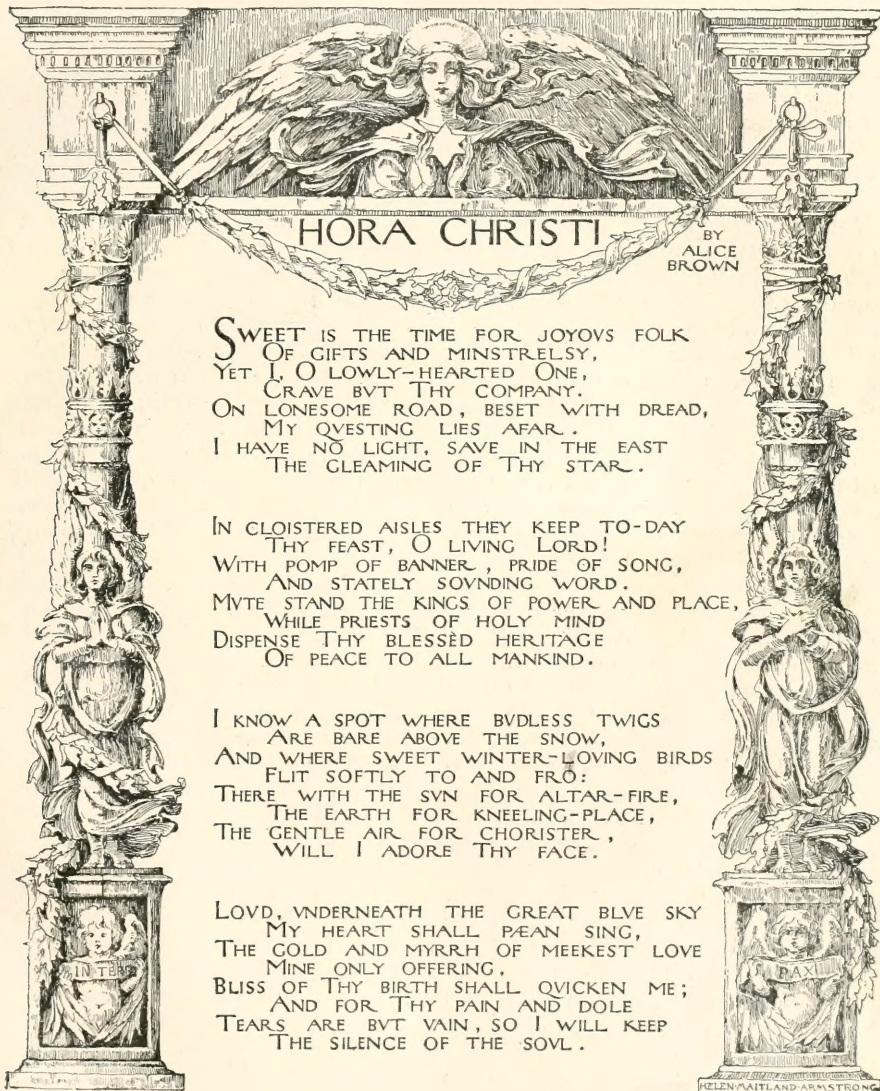 HORA CHRISTI
BY
ALICE
BROWN
SWEET IS THE TIME FOR JOYOVS FOLK
OF GIFTS AND MINSTRELSY,
YET I, O LOWLY-HEARTED ONE,
CRAVE BVT THY COMPANY.
ON LONESOME ROAD, BESET WITH DREAD,
MY QVESTING LIES AFAR.
I HAVE NO LIGHT, SAVE IN THE EAST
THE GLEAMING OF THY STAR.
IN CLOISTERED AISLES THEY KEEP TO-DAY
THY FEAST, O LIVING LORD!
WITH POMP OF BANNER, PRIDE OF SONG,
AND STATELY SOVNDING WORD.
MVTE STAND THE KINGS OF POWER AND PLACE,
WHILE PRIESTS OF HOLY MIND
DISPENSE THY BLESSÈD HERITAGE
OF PEACE TO ALL MANKIND.
I KNOW A SPOT WHERE BVDLESS TWIGS
ARE BARE ABOVE THE SNOW,
AND WHERE SWEET WINTER-LOVING BIRDS
FLIT SOFTLY TO AND FRO:
THERE WITH THE SVN FOR ALTAR-FIRE,
THE EARTH FOR KNEELING-PLACE,
THE GENTLE AIR FOR CHORISTER,
WILL I ADORE THY FACE.
LOVD, VNDERNEATH THE GREAT BLVE SKY
MY HEART SHALL PÆAN SING,
THE GOLD AND MYRRH OF MEEKEST LOVE
MINE ONLY OFFERING.
BLISS OF THY BIRTH SHALL QVICKEN ME;
AND FOR THY PAIN AND DOLE
TEARS ARE BVT VAIN, SO I WILL KEEP
THE SILENCE OF THE SOVL.
IN TERR
PAX
HELEN·MAITLAND·ARMSTRONG